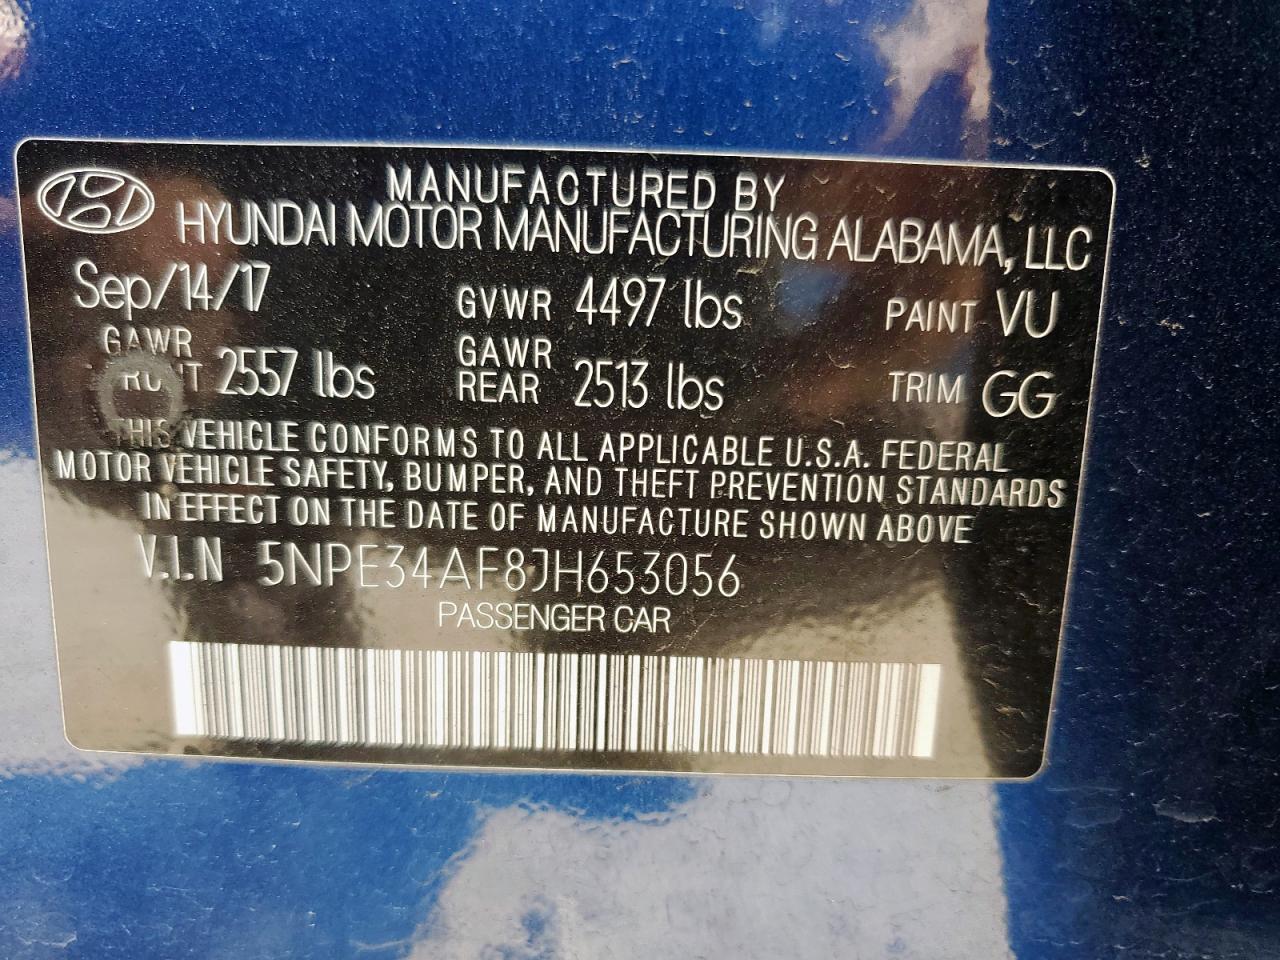 MANUFACTURED BY
HYUNDAI MOTOR MANUFACTURING ALABAMA, LLC
Sep/14/17 GVWR 4497 lbs PAINT VU
GAWR FRONT 2557 lbs GAWR REAR 2513 lbs TRIM GG
THIS VEHICLE CONFORMS TO ALL APPLICABLE U.S.A. FEDERAL
MOTOR VEHICLE SAFETY, BUMPER, AND THEFT PREVENTION STANDARDS
IN EFFECT ON THE DATE OF MANUFACTURE SHOWN ABOVE
V.I.N 5NPE34AF8JH653056
PASSENGER CAR